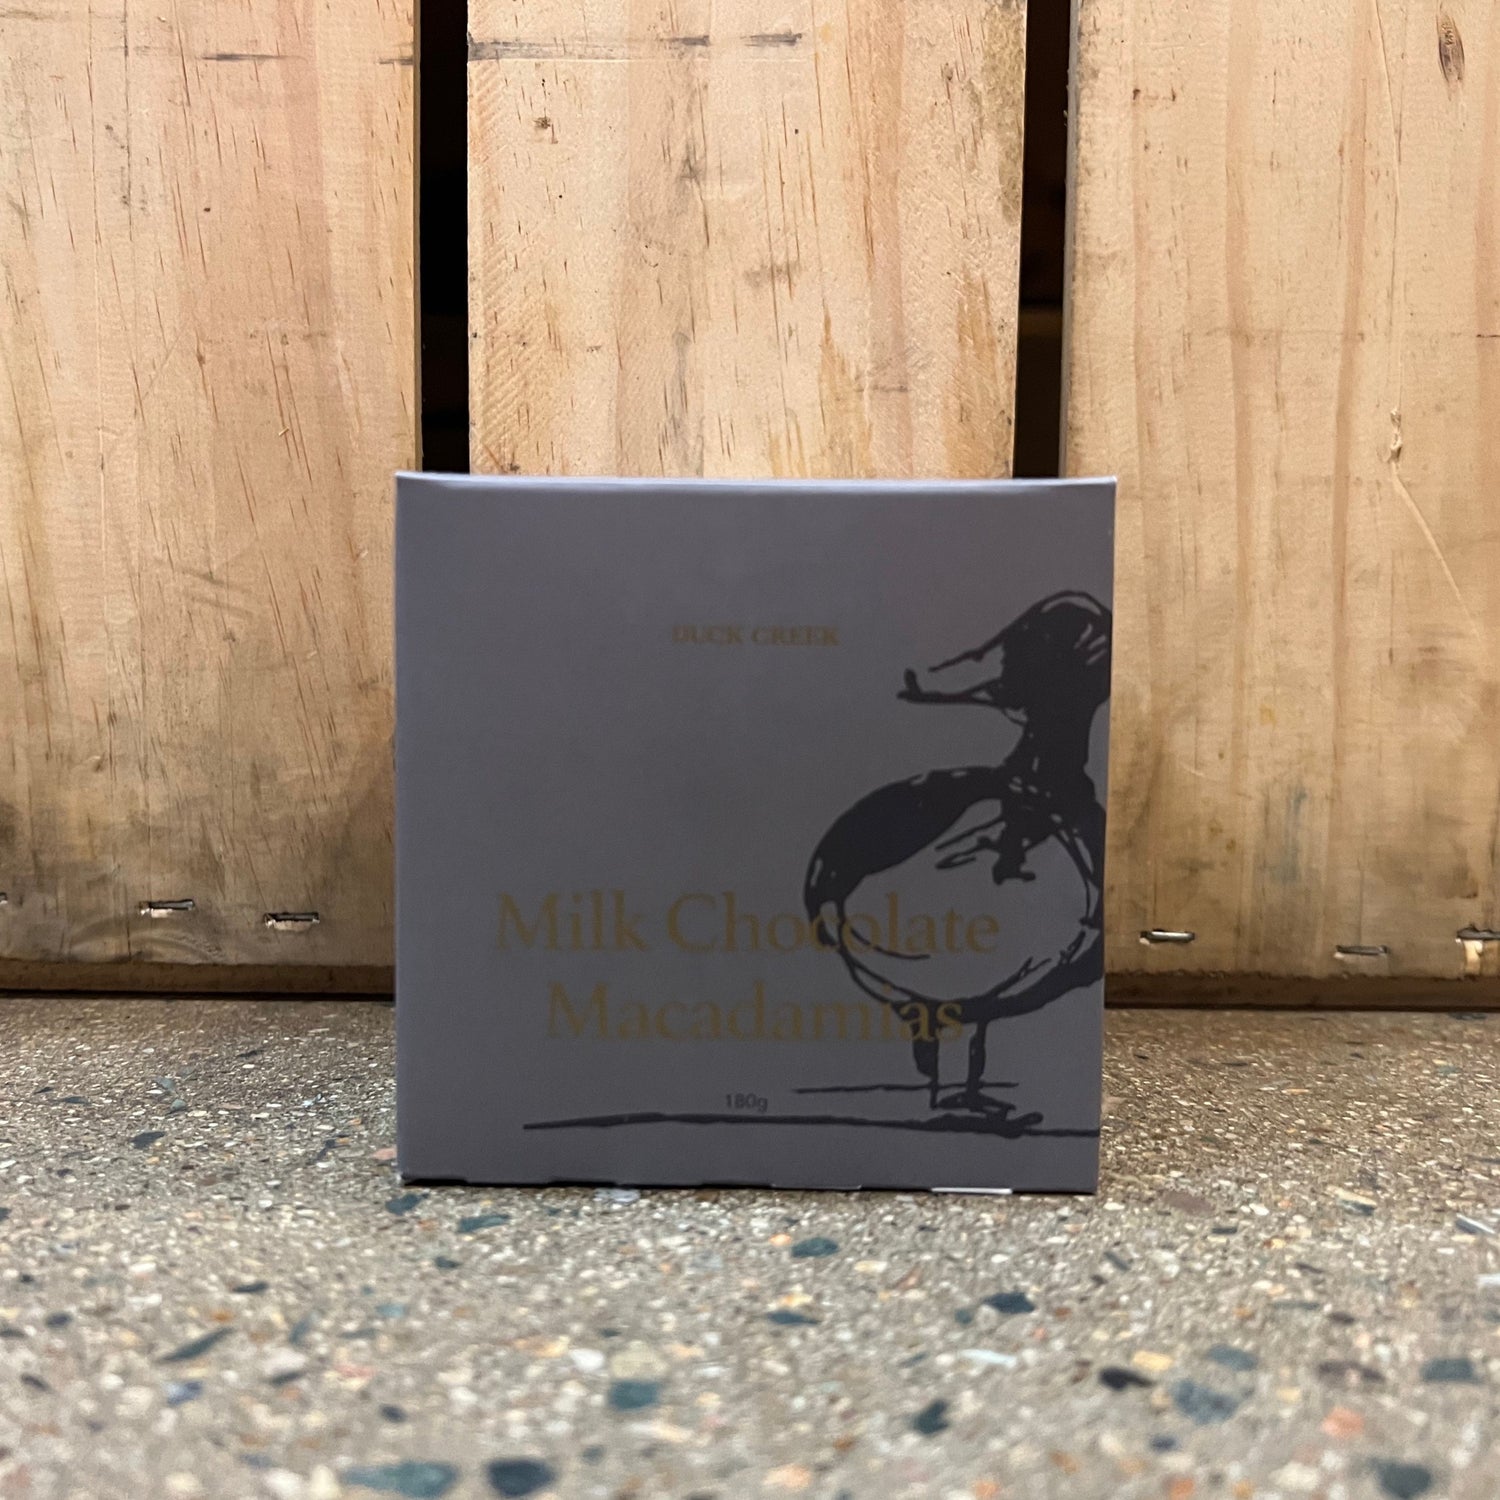 DUCK CREEK
Milk Chocolate
Macadamias
180g